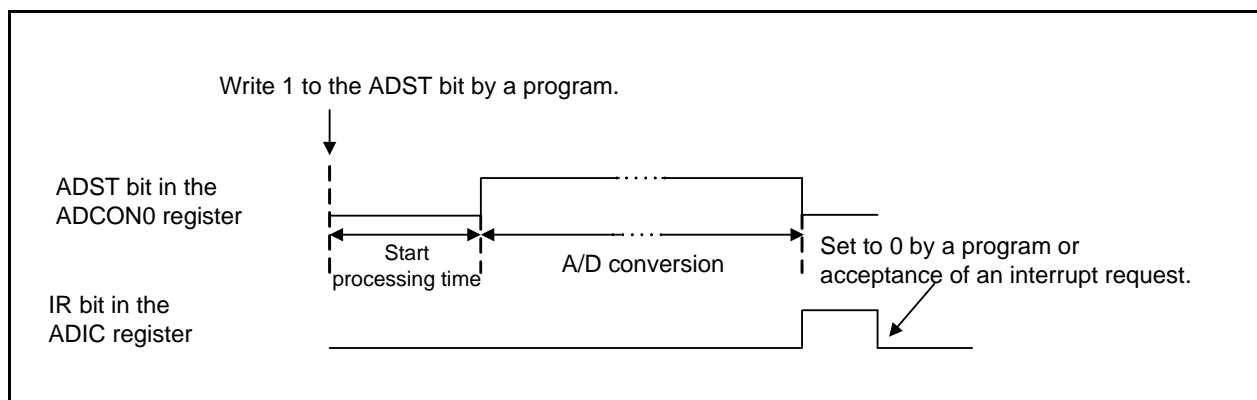 Write 1 to the ADST bit by a program.
ADST bit in the
ADCON0 register
Start
processing time
A/D conversion
Set to 0 by a program or
acceptance of an interrupt request.
IR bit in the
ADIC register